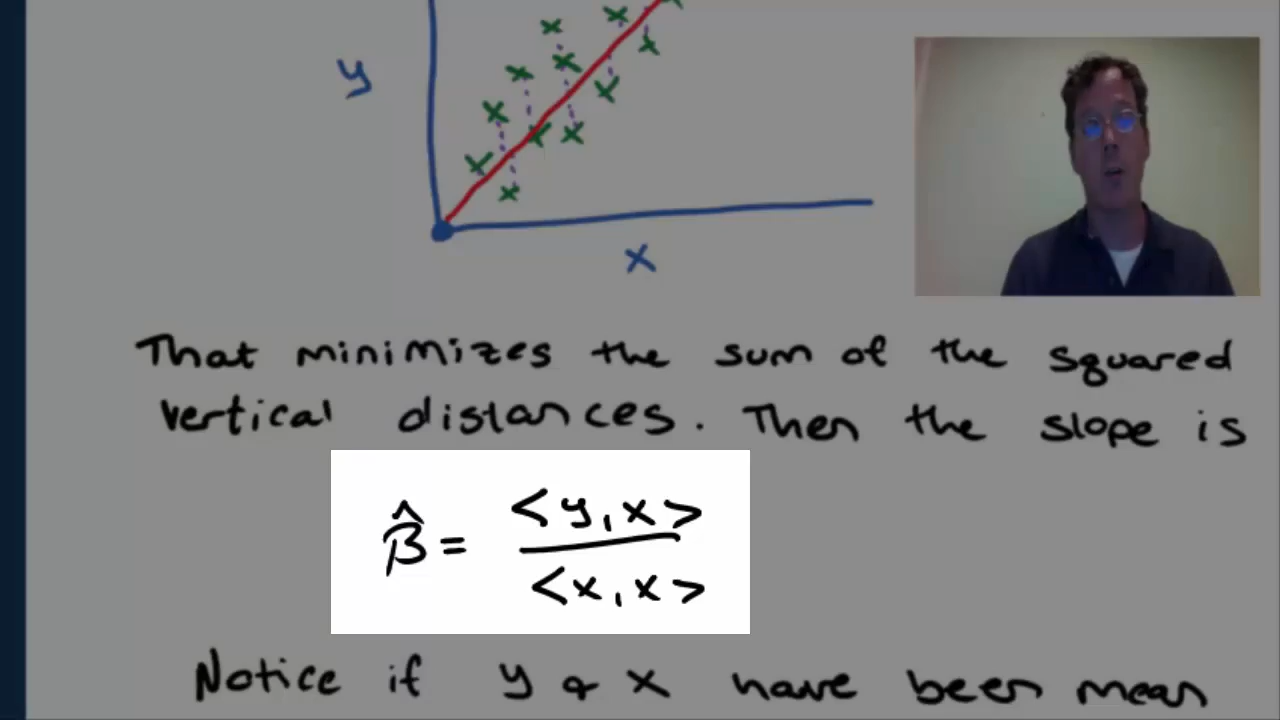 y
x
That minimizes the sum of the squared
vertical distances. Then the slope is
β̂ = <y,x>
<x,x>
Notice if y & x have been mean